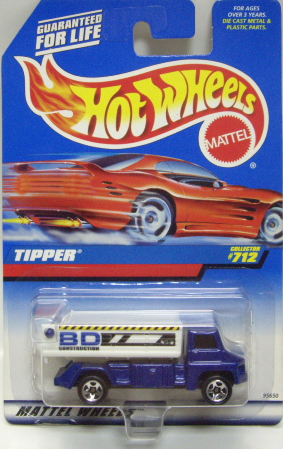 GUARANTEED
FOR LIFE
FOR AGES
OVER 3 YEARS.
DIE CAST METAL &
PLASTIC PARTS.
HOT WHEELS
MATTEL
®
TIPPER®
COLLECTOR
#712
BD
CONSTRUCTION
95650
MATTEL WHEELS